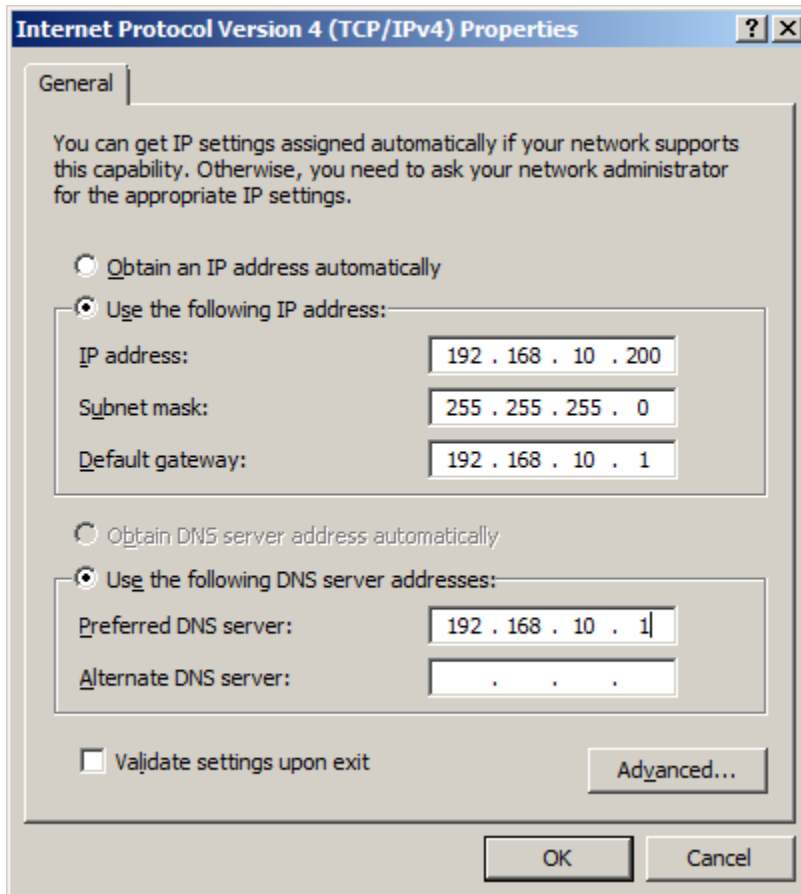 Internet Protocol Version 4 (TCP/IPv4) Properties
General
You can get IP settings assigned automatically if your network supports
this capability. Otherwise, you need to ask your network administrator
for the appropriate IP settings.
Obtain an IP address automatically
Use the following IP address:
IP address: 192 . 168 . 10 . 200
Subnet mask: 255 . 255 . 255 . 0
Default gateway: 192 . 168 . 10 . 1
Obtain DNS server address automatically
Use the following DNS server addresses:
Preferred DNS server: 192 . 168 . 10 . 1
Alternate DNS server: . . .
Validate settings upon exit
Advanced...
OK Cancel